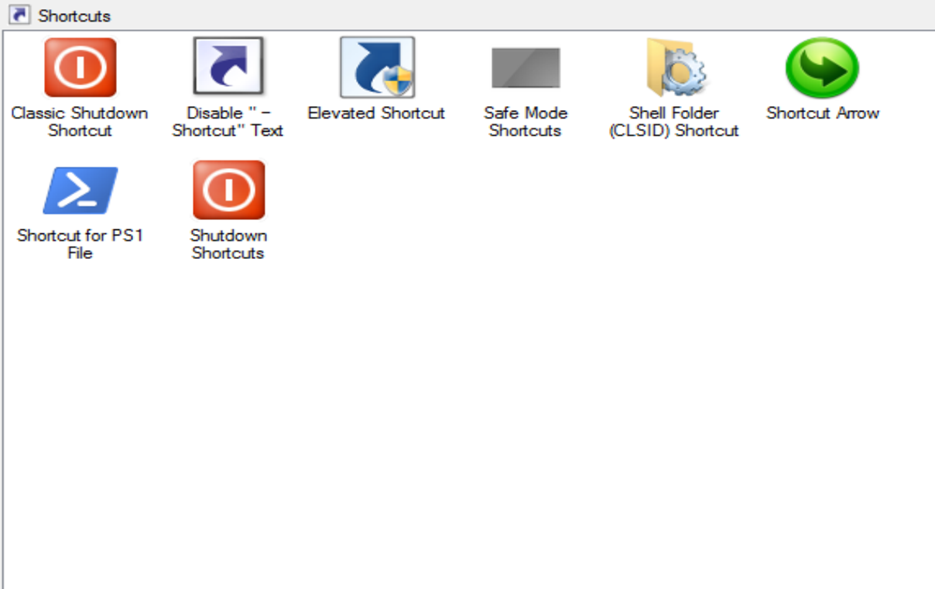 Shortcuts
Classic Shutdown
Shortcut
Disable " –
Shortcut" Text
Elevated Shortcut
Safe Mode
Shortcuts
Shell Folder
(CLSID) Shortcut
Shortcut Arrow
Shortcut for PS1
File
Shutdown
Shortcuts